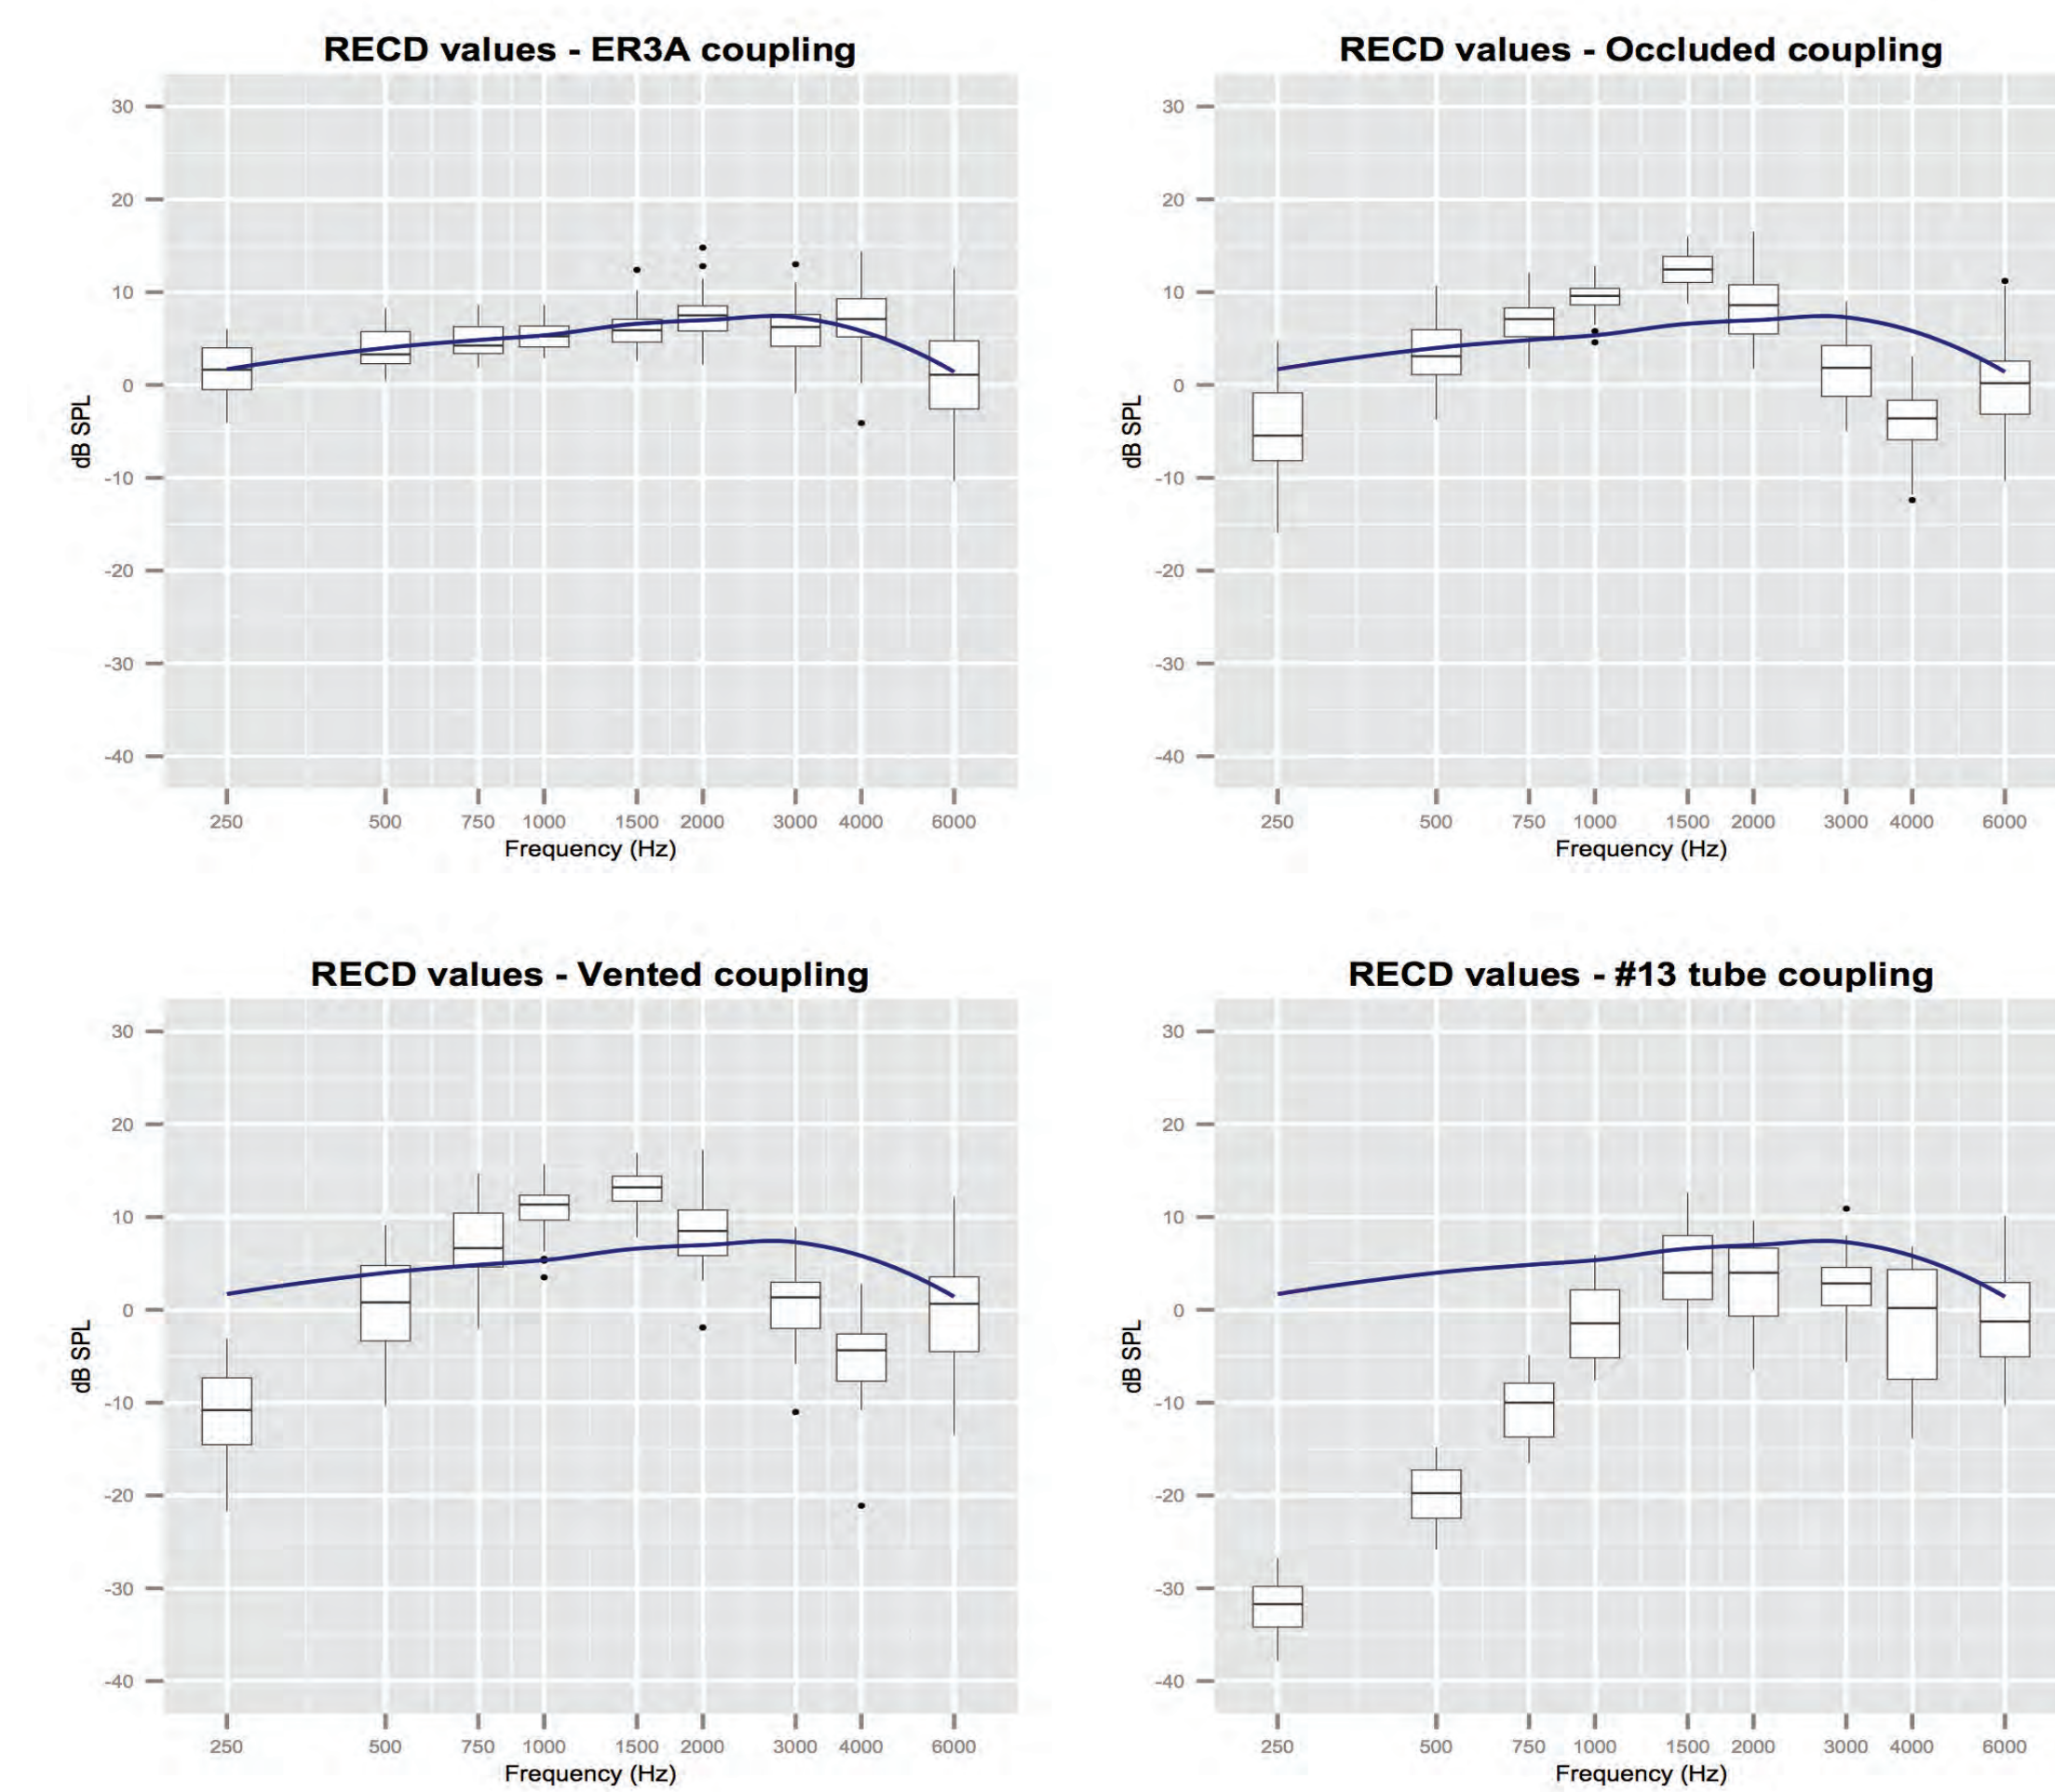 RECD values - ER3A coupling
30
20
10
0
-10
-20
-30
-40
dB SPL
250 500 750 1000 1500 2000 3000 4000 6000
Frequency (Hz)
RECD values - Occluded coupling
30
20
10
0
-10
-20
-30
-40
dB SPL
250 500 750 1000 1500 2000 3000 4000 6000
Frequency (Hz)
RECD values - Vented coupling
30
20
10
0
-10
-20
-30
-40
dB SPL
250 500 750 1000 1500 2000 3000 4000 6000
Frequency (Hz)
RECD values - #13 tube coupling
30
20
10
0
-10
-20
-30
-40
dB SPL
250 500 750 1000 1500 2000 3000 4000 6000
Frequency (Hz)